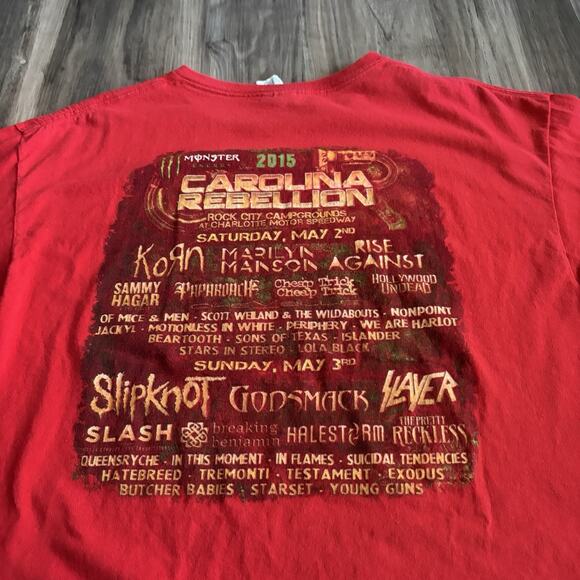 MONSTER 2015
ENERGY
CAROLINA
REBELLION
ROCK CITY CAMPGROUNDS
AT CHARLOTTE MOTOR SPEEDWAY
SATURDAY, MAY 2ND
KoRn MARILYN MANSON RISE AGAINST
SAMMY HAGAR PAPA ROACH Cheap Trick Cheap Trick HOLLYWOOD UNDEAD
OF MICE & MEN · SCOTT WEILAND & THE WILDABOUTS · NONPOINT
JACKYL · MOTIONLESS IN WHITE · PERIPHERY · WE ARE HARLOT
BEARTOOTH · SONS OF TEXAS · ISLANDER
STARS IN STEREO · LOLA BLACK
SUNDAY, MAY 3RD
SLIPKNOT GODSMACK SLAYER
SLASH breaking benjamin HALESTORM THE PRETTY RECKLESS
QUEENSRYCHE · IN THIS MOMENT · IN FLAMES · SUICIDAL TENDENCIES
HATEBREED · TREMONTI · TESTAMENT · EXODUS
BUTCHER BABIES · STARSET · YOUNG GUNS